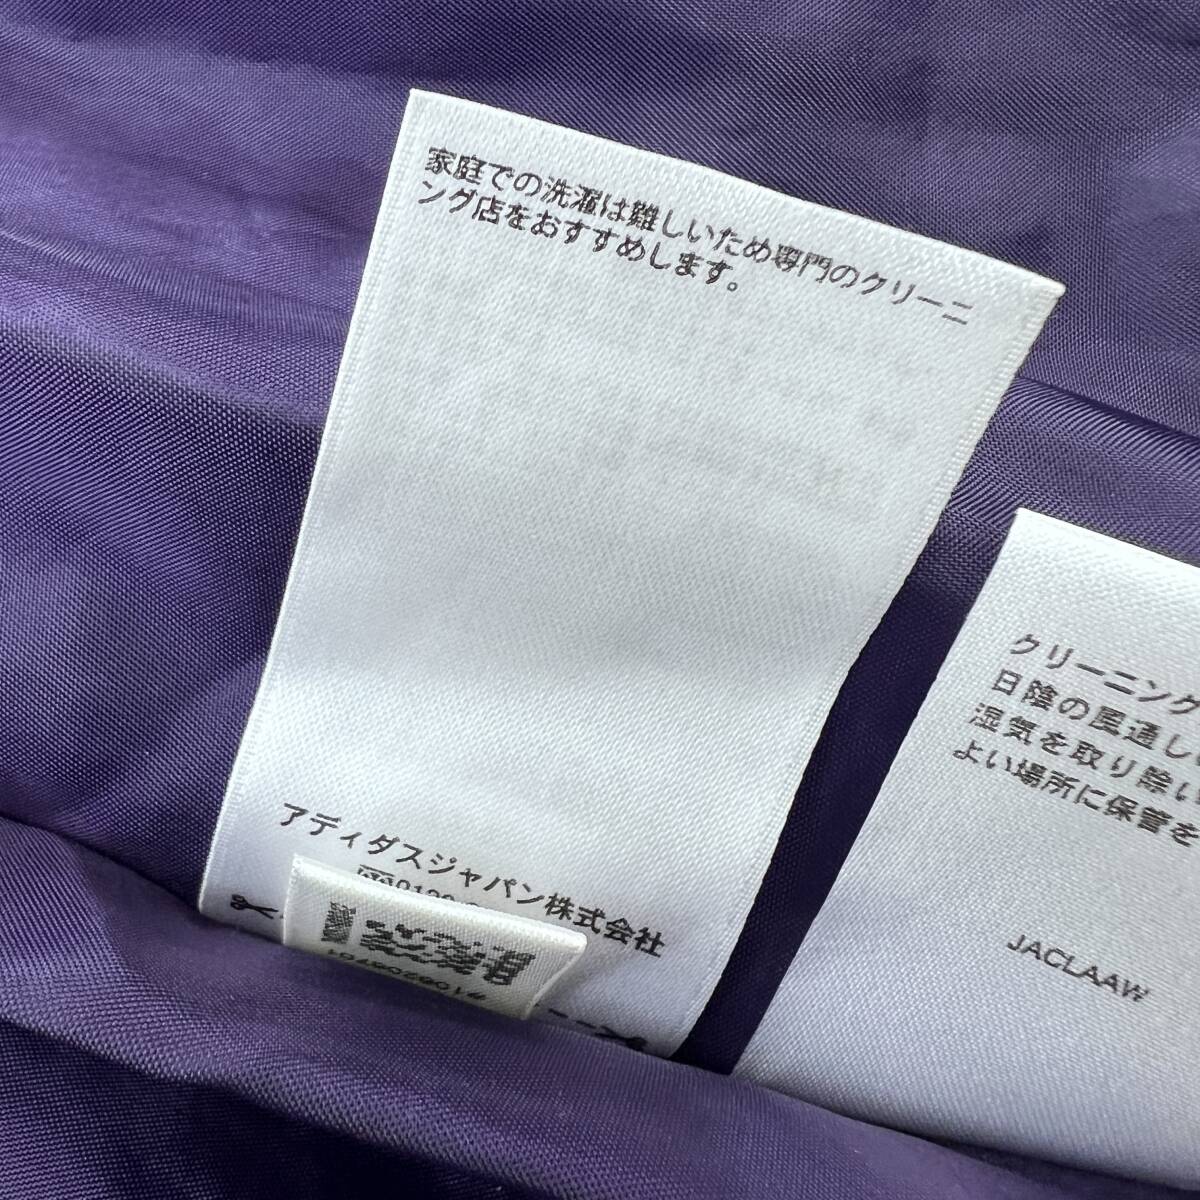 家庭での洗濯は難しいため専門のクリーニ
ング店をおすすめします。
アディダスジャパン株式会社
クリーニング
日陰の風通し
湿気を取り除い
よい場所に保管を
JACLAAW